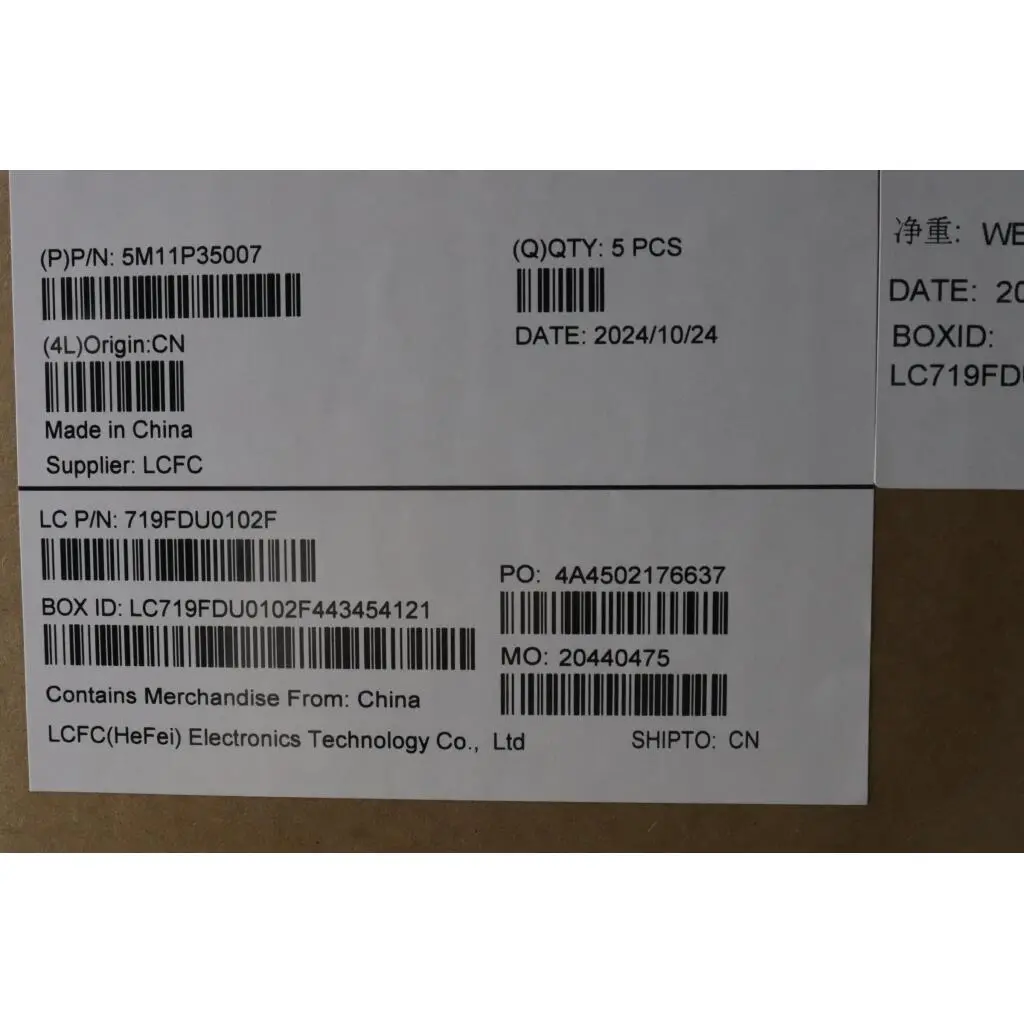 (P)P/N: 5M11P35007
(Q)QTY: 5 PCS
(4L)Origin:CN
DATE: 2024/10/24
Made in China
Supplier: LCFC
LC P/N: 719FDU0102F
PO: 4A4502176637
BOX ID: LC719FDU0102F443454121
MO: 20440475
Contains Merchandise From: China
LCFC(HeFei) Electronics Technology Co., Ltd
SHIPTO: CN
净重: WE
DATE: 20
BOXID:
LC719FDU